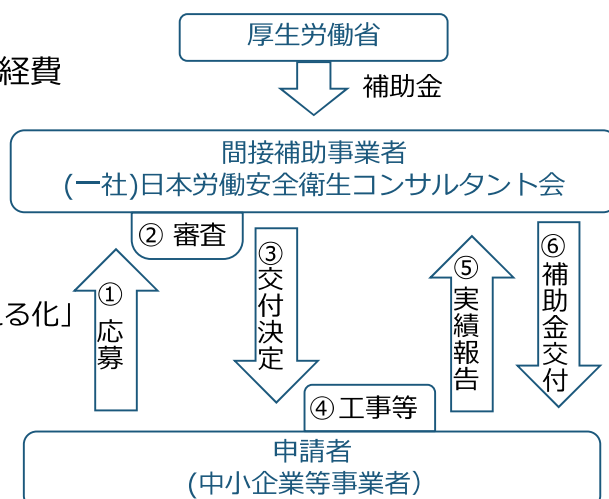 厚生労働省
経費
補助金
間接補助事業者
(一社)日本労働安全衛生コンサルタント会
② 審査
①応募
③交付決定
⑤実績報告
⑥補助金交付
る化」
④工事等
申請者
(中小企業等事業者)